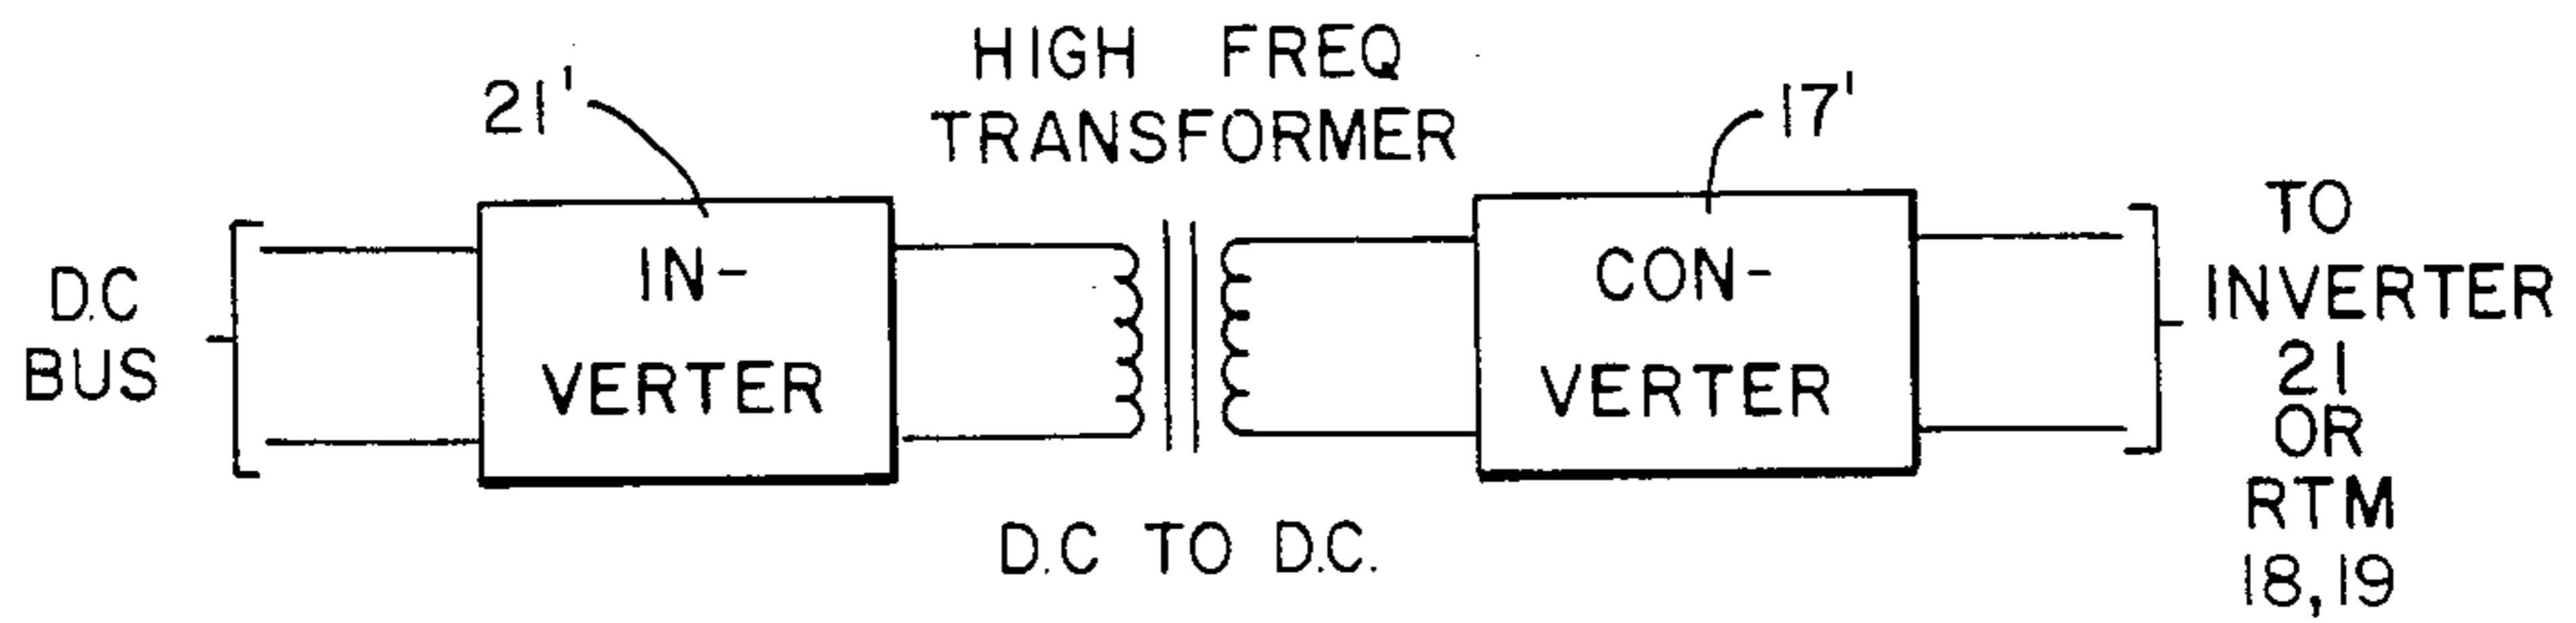 HIGH FREQ
TRANSFORMER
21'
17'
D.C
BUS
IN-
VERTER
CON-
VERTER
TO
INVERTER
21
OR
RTM
18,19
D.C TO D.C.